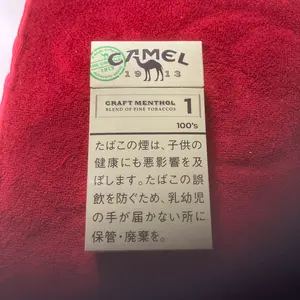 CAMEL
1913
CRAFT MENTHOL
BLEND OF FINE TOBACCOS
1
100's
たばこの煙は、子供の
健康にも悪影響を及
ぼします。たばこの誤
飲を防ぐため、乳幼児
の手が届かない所に
保管・廃棄を。